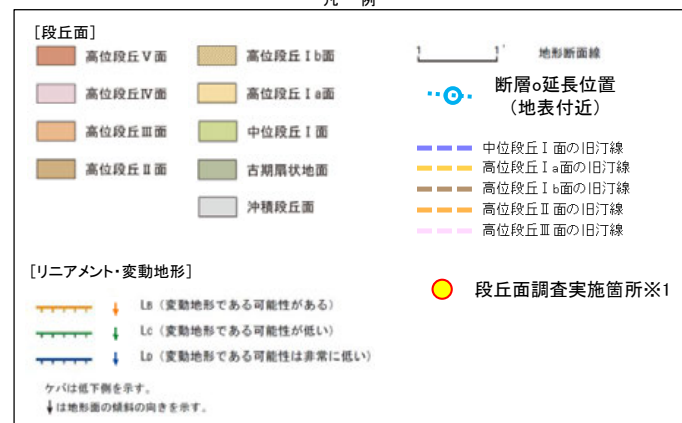 凡 例
[段丘面]
高位段丘Ⅴ面
高位段丘Ⅳ面
高位段丘Ⅲ面
高位段丘Ⅱ面
高位段丘Ⅰb面
高位段丘Ⅰa面
中位段丘Ⅰ面
古期扇状地面
沖積段丘面
1 1' 地形断面線
断層o延長位置
(地表付近)
中位段丘Ⅰ面の旧汀線
高位段丘Ⅰa面の旧汀線
高位段丘Ⅰb面の旧汀線
高位段丘Ⅱ面の旧汀線
高位段丘Ⅲ面の旧汀線
[リニアメント・変動地形]
LB (変動地形である可能性がある)
LC (変動地形である可能性が低い)
LD (変動地形である可能性は非常に低い)
ケバは低下側を示す。
↓は地形面の傾斜の向きを示す。
段丘面調査実施箇所※1